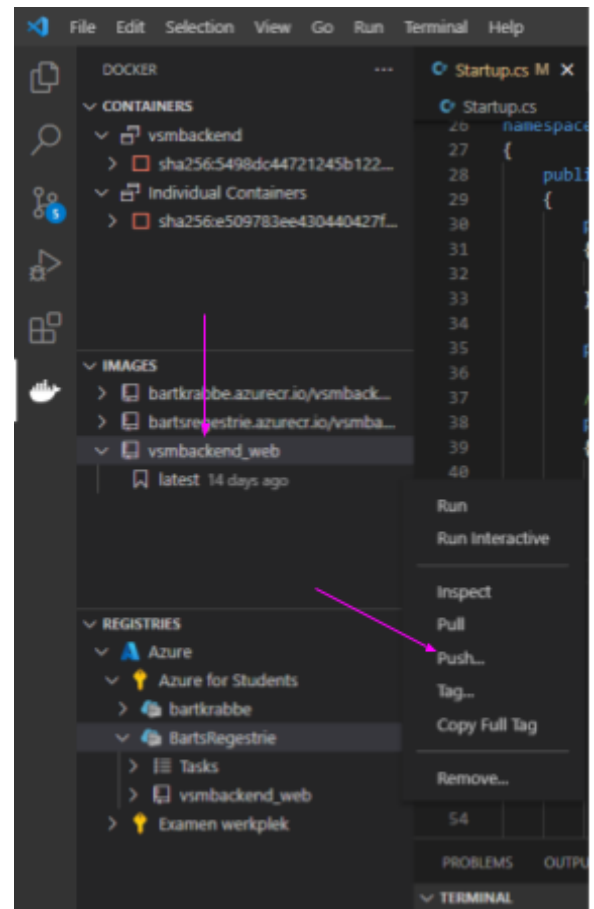 File Edit Selection View Go Run Terminal Help
DOCKER ...
CONTAINERS
vsmbackend
sha256:5498dc44721245b122...
Individual Containers
sha256:e509783ee430440427f...
IMAGES
bartkrabbe.azurecr.io/vsmback...
bartsregestrie.azurecr.io/vsmba...
vsmbackend_web
latest 14 days ago
REGISTRIES
Azure
Azure for Students
bartkrabbe
BartsRegestrie
Tasks
vsmbackend_web
Examen werkplek
5
Startup.cs M X
Startup.cs
26 namespace
27 {
28 publi
29 {
30
31
32
33
34
35
36
37 /
38
39
40
Run
Run Interactive
Inspect
Pull
Push...
Tag...
Copy Full Tag
Remove...
54
PROBLEMS OUTPU
TERMINAL